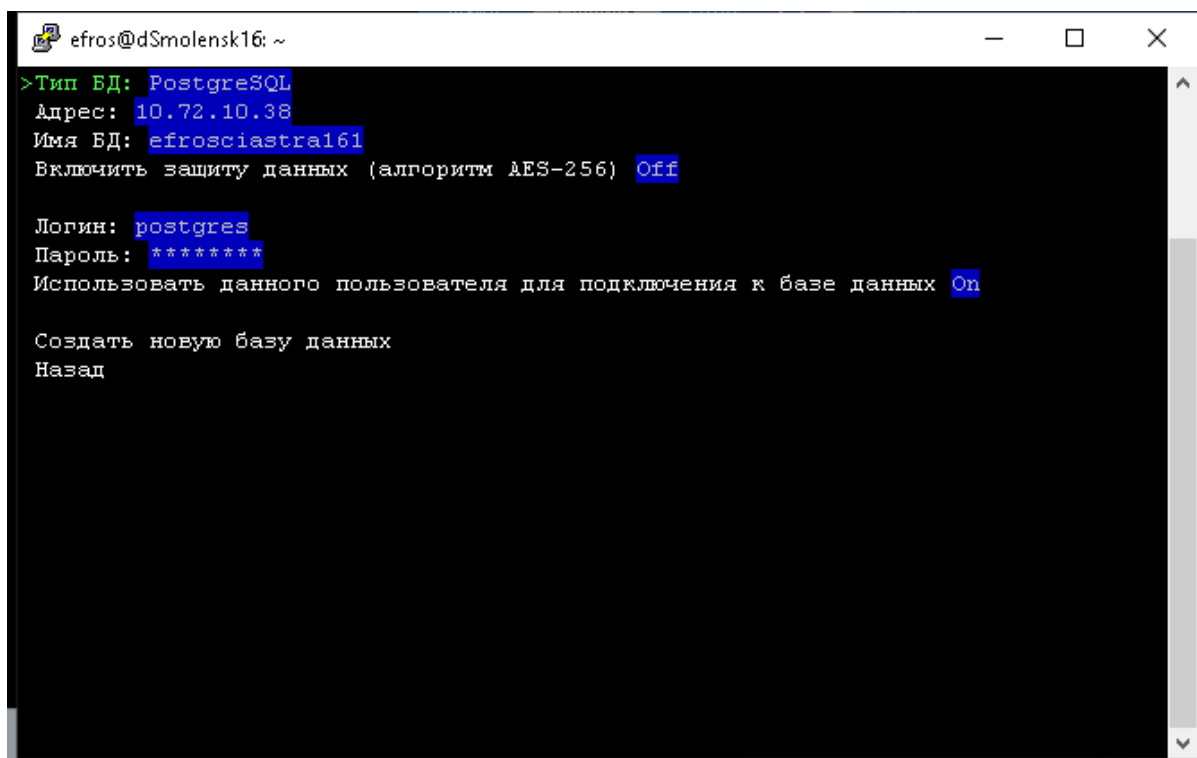 efros@dSmolensk16: ~
>Тип БД: PostgreSQL
Адрес: 10.72.10.38
Имя БД: efrosciastra161
Включить защиту данных (алгоритм AES-256) Off
Логин: postgres
Пароль: ********
Использовать данного пользователя для подключения к базе данных On
Создать новую базу данных
Назад